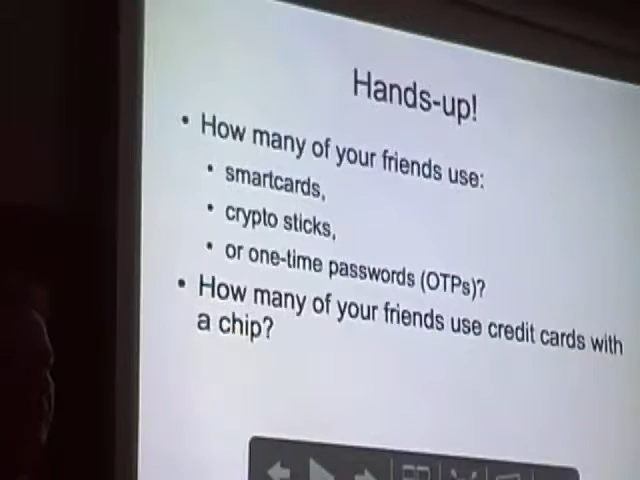 Hands-up!
• How many of your friends use:
• smartcards,
• crypto sticks,
• or one-time passwords (OTPs)?
• How many of your friends use credit cards with
a chip?